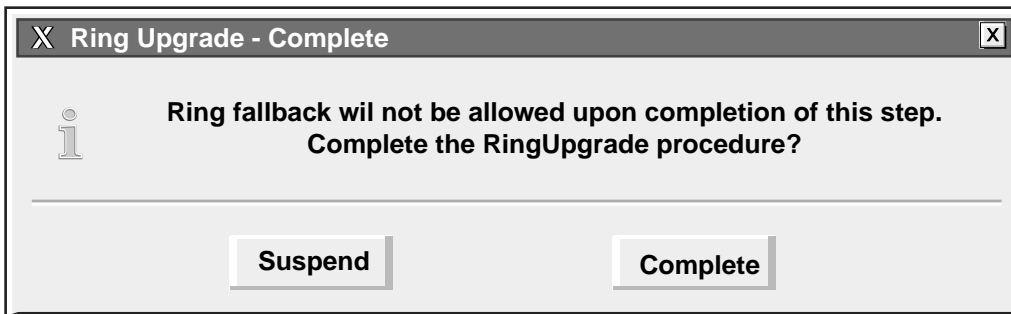 X Ring Upgrade - Complete X
Ring fallback wil not be allowed upon completion of this step.
Complete the RingUpgrade procedure?
Suspend Complete